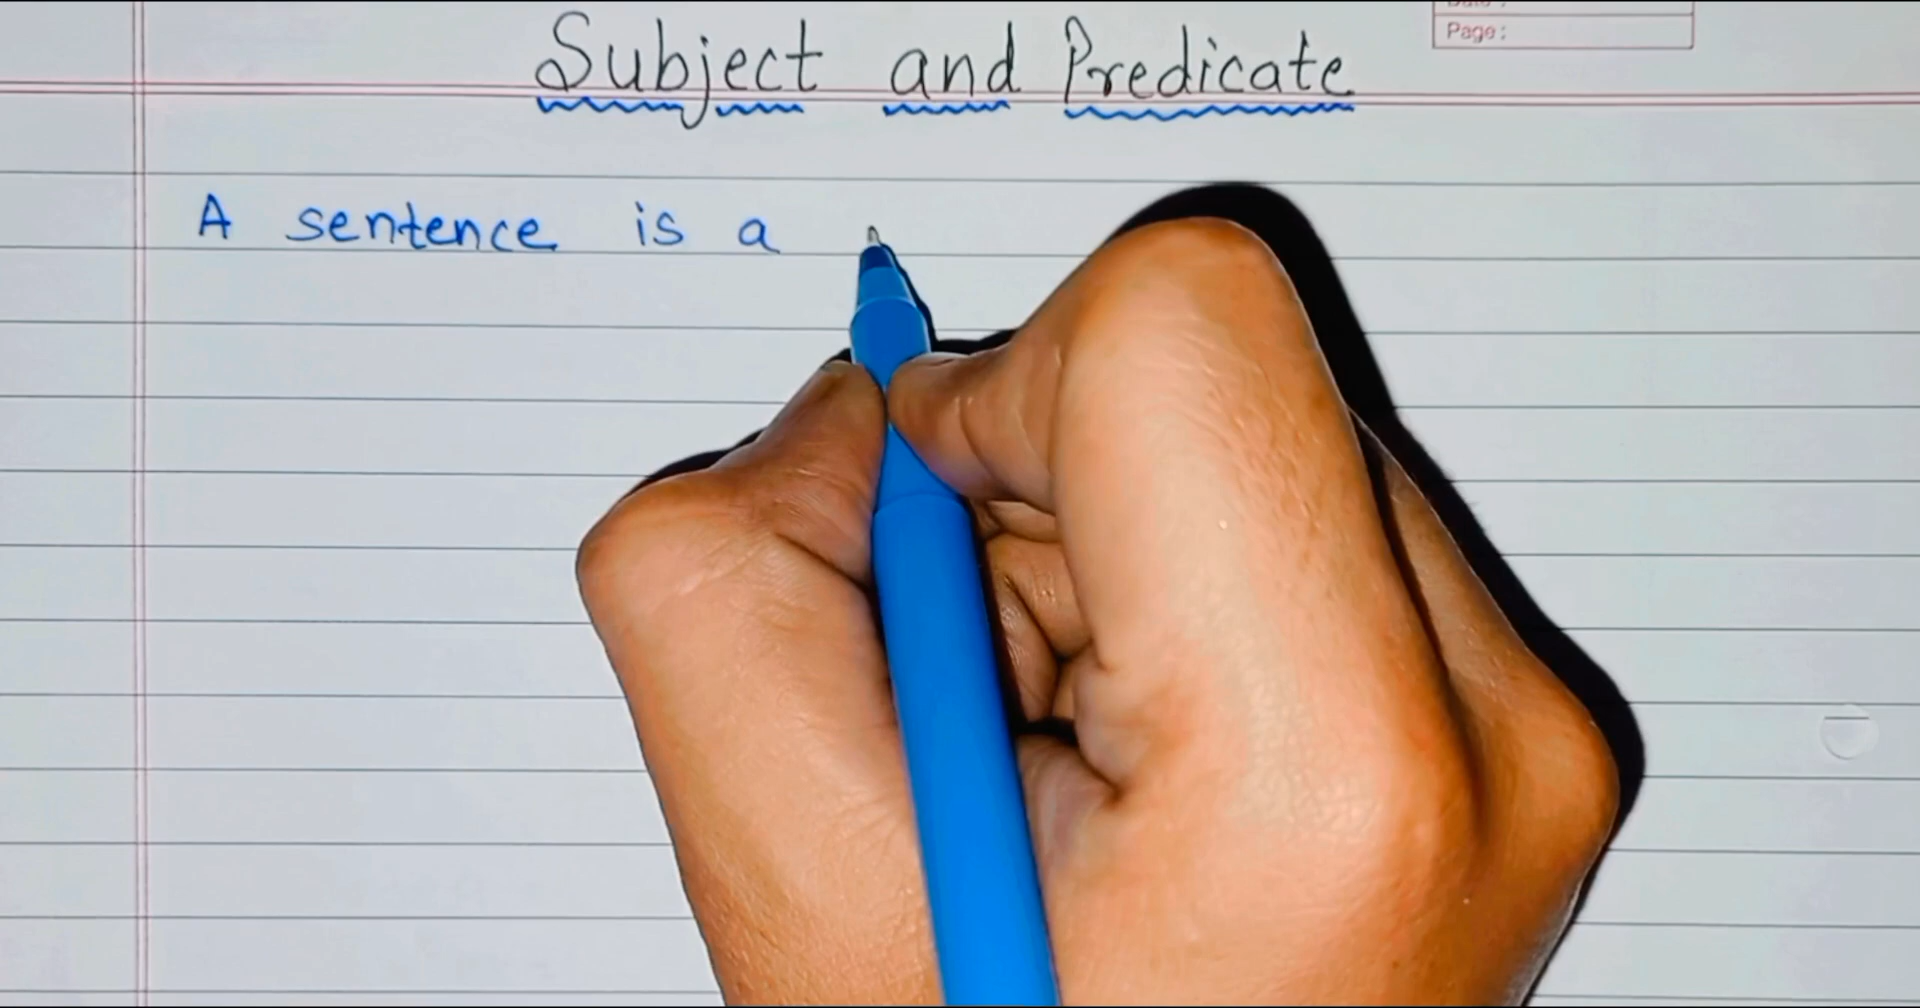 Page:
Subject and Predicate
A sentence is a